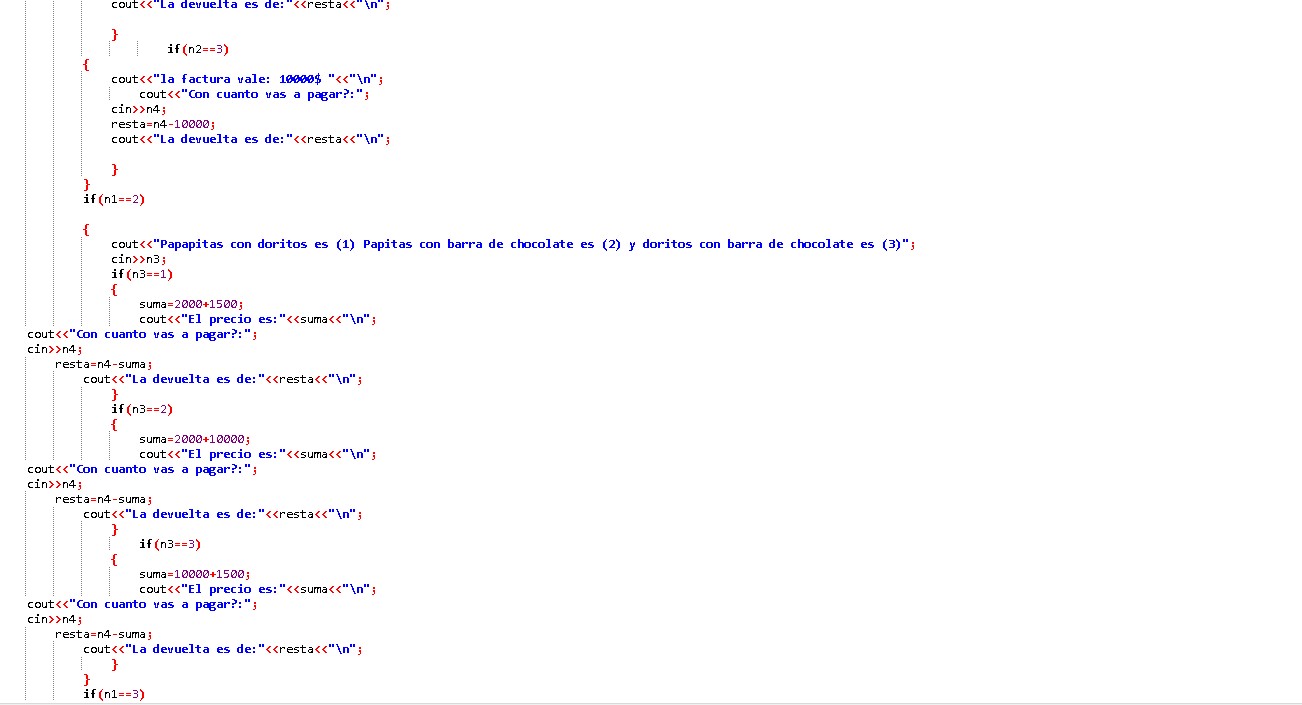 cout<<"La devuelta es de:"<<resta<<"\n";
}
if(n2==3)
{
cout<<"la factura vale: 10000$ "<<"\n";
cout<<"Con cuanto vas a pagar?:";
cin>>n4;
resta=n4-10000;
cout<<"La devuelta es de:"<<resta<<"\n";
}
}
if(n1==2)
{
cout<<"Papapitas con doritos es (1) Papitas con barra de chocolate es (2) y doritos con barra de chocolate es (3)";
cin>>n3;
if(n3==1)
{
suma=2000+1500;
cout<<"El precio es:"<<suma<<"\n";
cout<<"Con cuanto vas a pagar?:";
cin>>n4;
resta=n4-suma;
cout<<"La devuelta es de:"<<resta<<"\n";
}
if(n3==2)
{
suma=2000+10000;
cout<<"El precio es:"<<suma<<"\n";
cout<<"Con cuanto vas a pagar?:";
cin>>n4;
resta=n4-suma;
cout<<"La devuelta es de:"<<resta<<"\n";
}
if(n3==3)
{
suma=10000+1500;
cout<<"El precio es:"<<suma<<"\n";
cout<<"Con cuanto vas a pagar?:";
cin>>n4;
resta=n4-suma;
cout<<"La devuelta es de:"<<resta<<"\n";
}
}
if(n1==3)